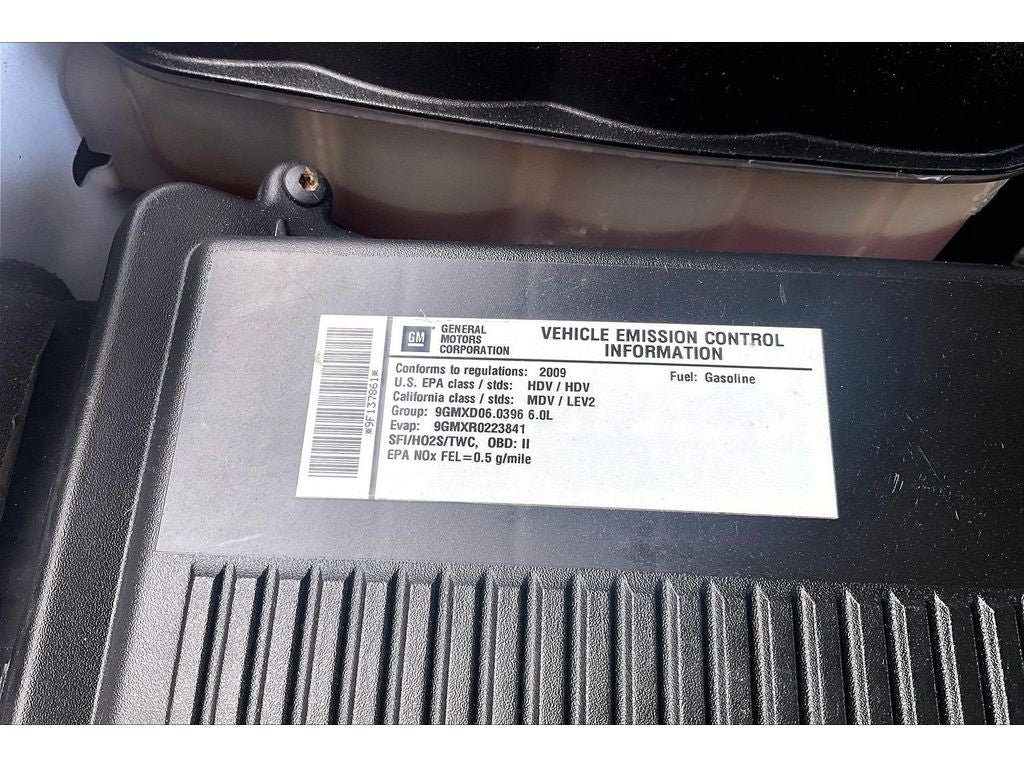 *9F137861*
GM
GENERAL
MOTORS
CORPORATION
VEHICLE EMISSION CONTROL
INFORMATION
Conforms to regulations: 2009
Fuel: Gasoline
U.S. EPA class / stds: HDV / HDV
California class / stds: MDV / LEV2
Group: 9GMXD06.0396 6.0L
Evap: 9GMXR0223841
SFI/HO2S/TWC, OBD: II
EPA NOx FEL=0.5 g/mile